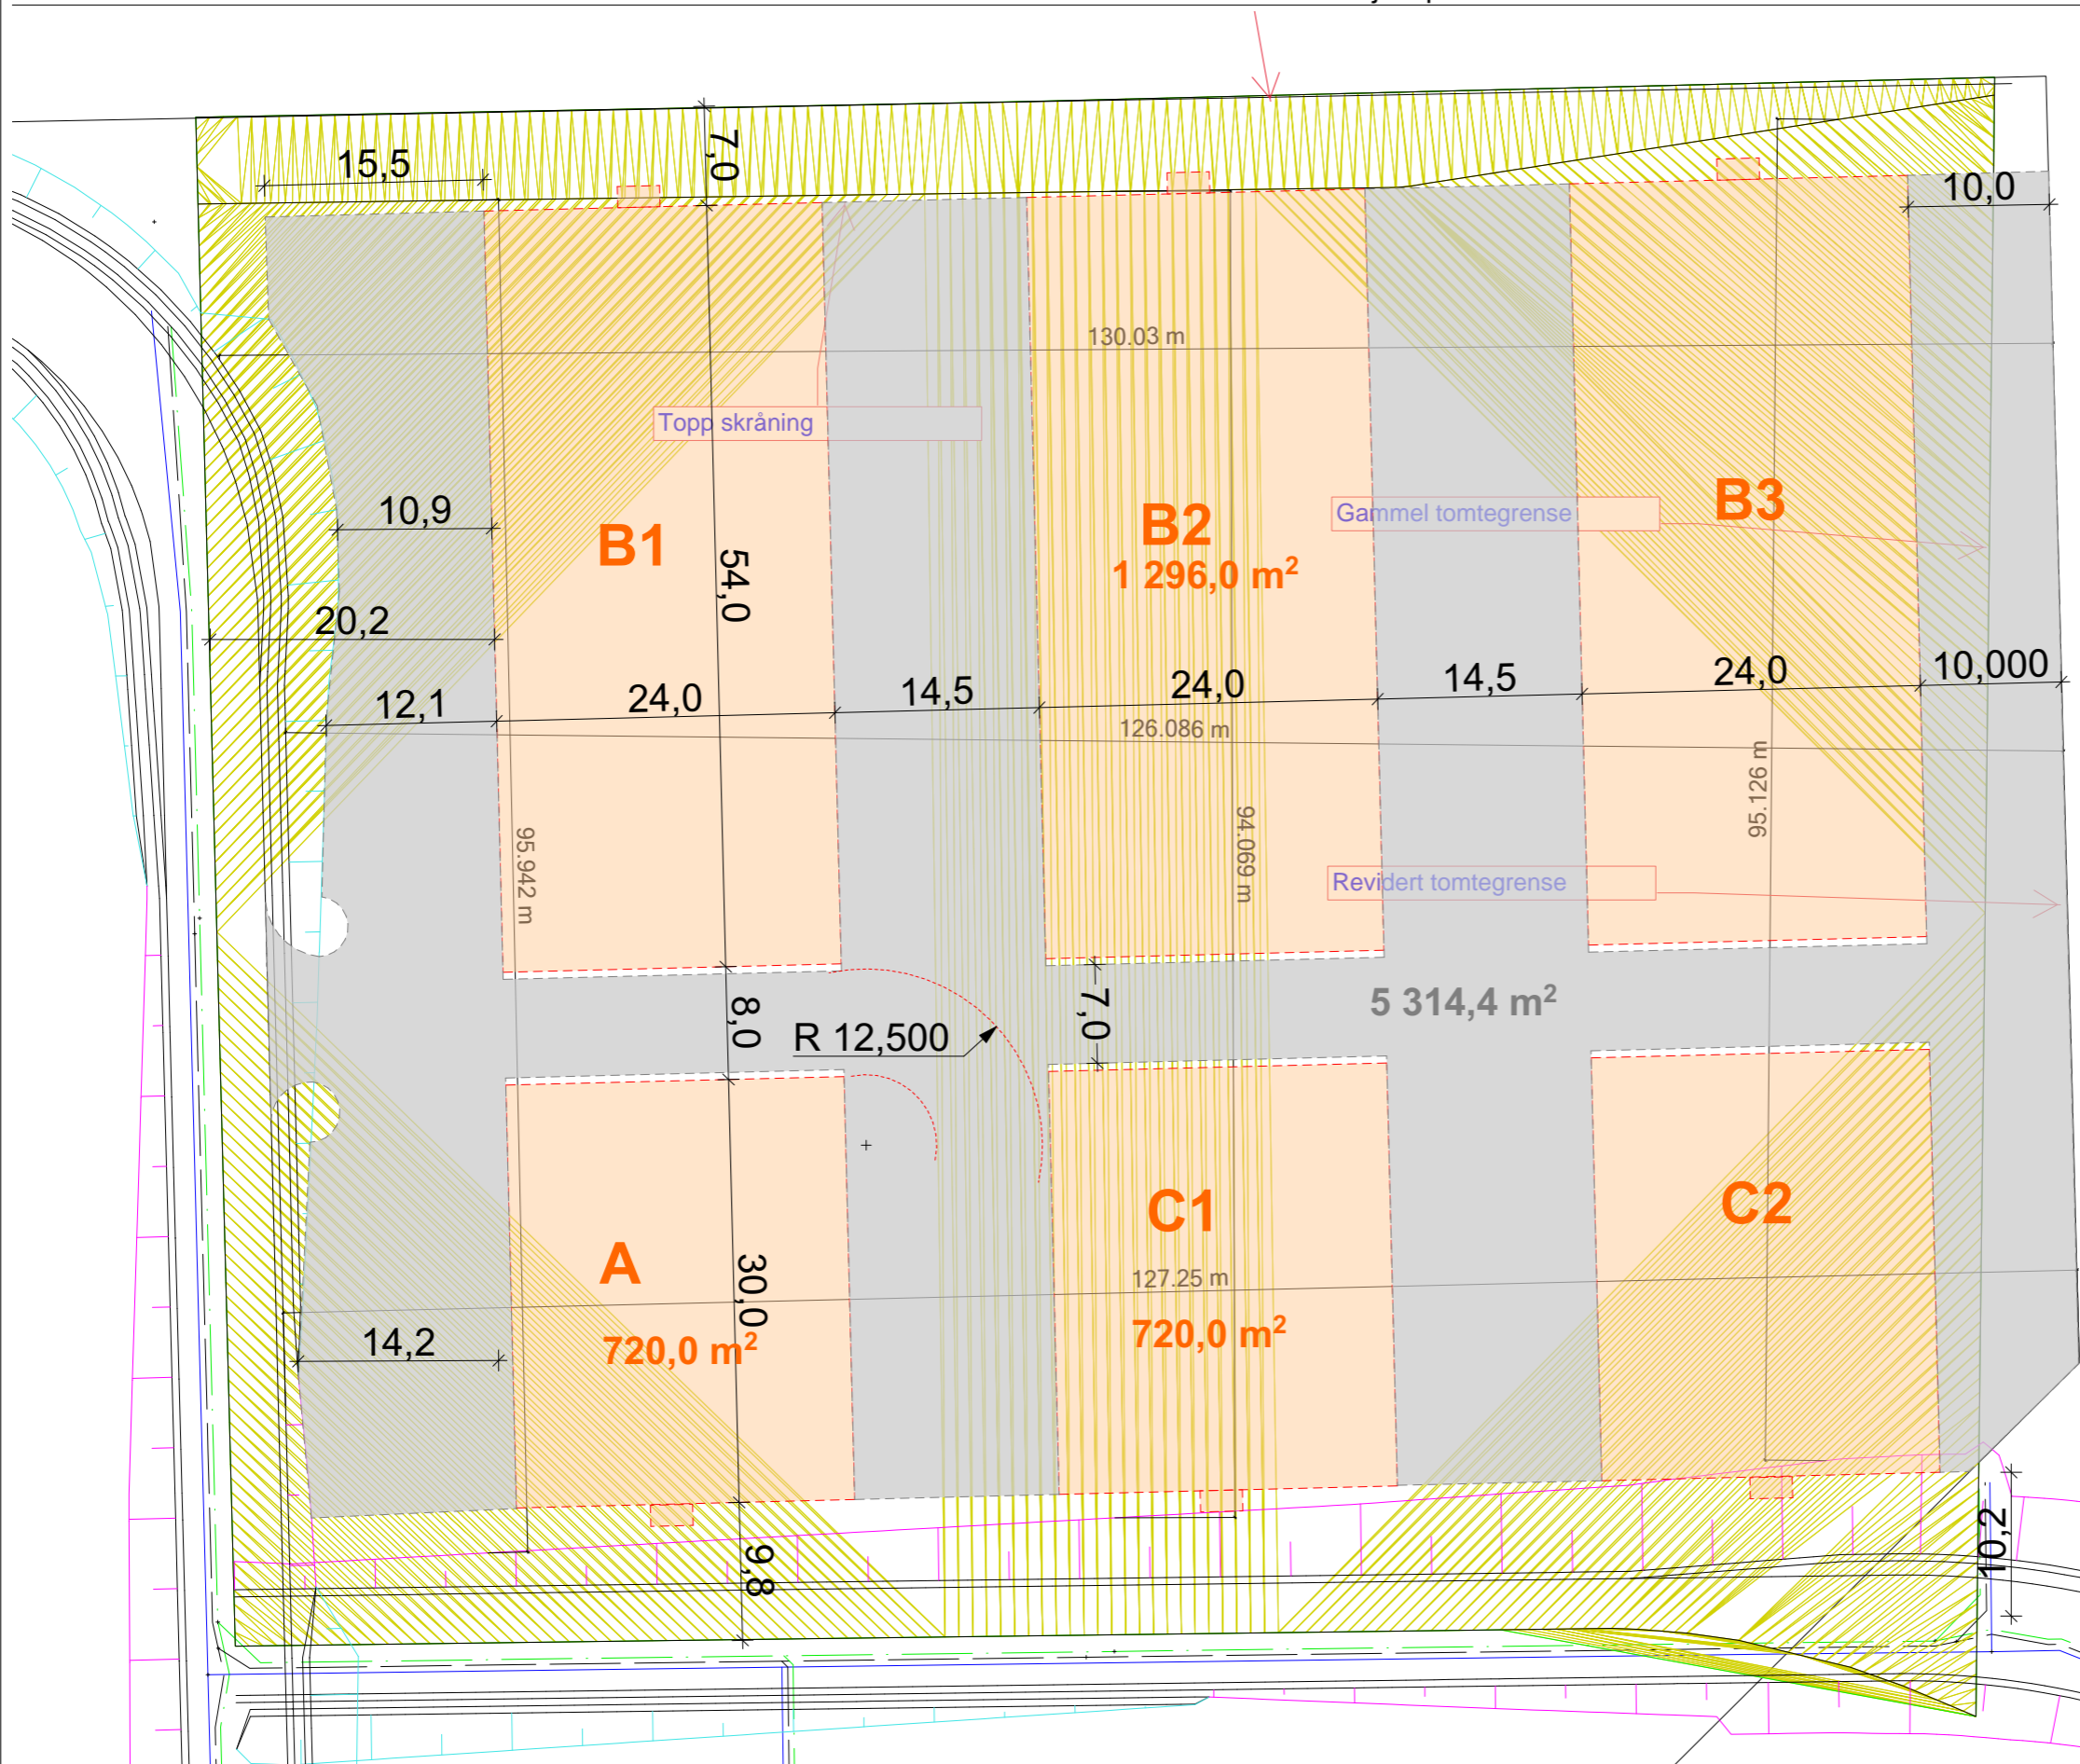 7,0
15,5
10,0
130.03 m
Topp skråning
10,9
B1
B2
1 296,0 m²
Gammel tomtegrense
B3
54,0
20,2
12,1
24,0
14,5
24,0
14,5
24,0
10,000
126.086 m
95.942 m
94.069 m
95.126 m
Revidert tomtegrense
8,0
R 12,500
7,0
5 314,4 m²
A
720,0 m²
30,0
C1
127.25 m
720,0 m²
C2
14,2
9,8
10,2